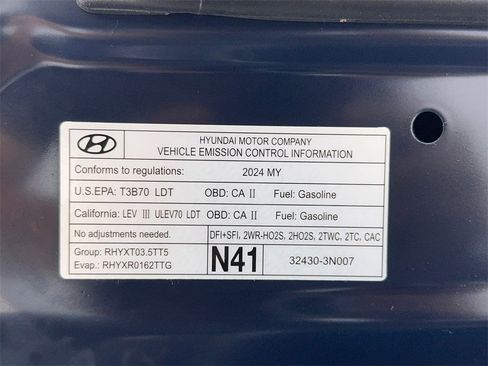 HYUNDAI MOTOR COMPANY
VEHICLE EMISSION CONTROL INFORMATION
Conforms to regulations: 2024 MY
U.S.EPA: T3B70 LDT OBD: CA II Fuel: Gasoline
California: LEV III ULEV70 LDT OBD: CA II Fuel: Gasoline
No adjustments needed. DFI+SFI, 2WR-HO2S, 2HO2S, 2TWC, 2TC, CAC
Group: RHYXT03.5TT5
Evap.: RHYXR0162TTG
N41 32430-3N007